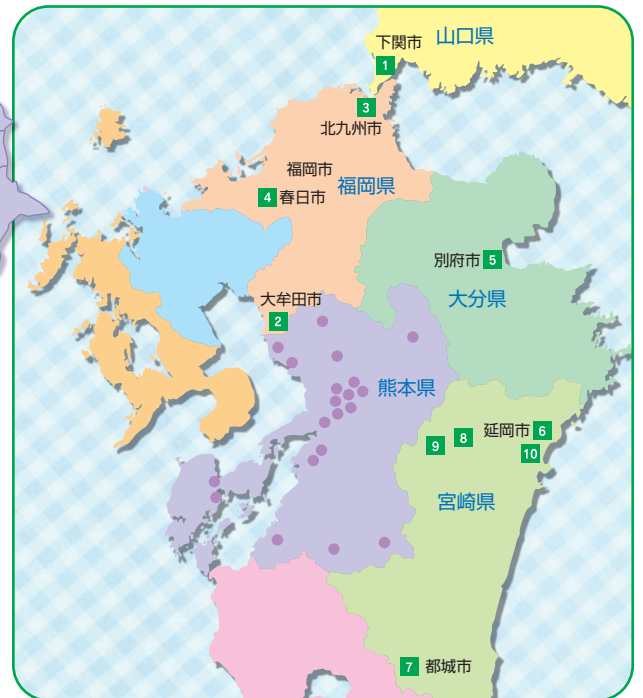 下関市
山口県
1
3
北九州市
福岡市
福岡県
4 春日市
別府市 5
大分県
大牟田市
2
熊本県
延岡市 6
9
8
10
宮崎県
7 都城市